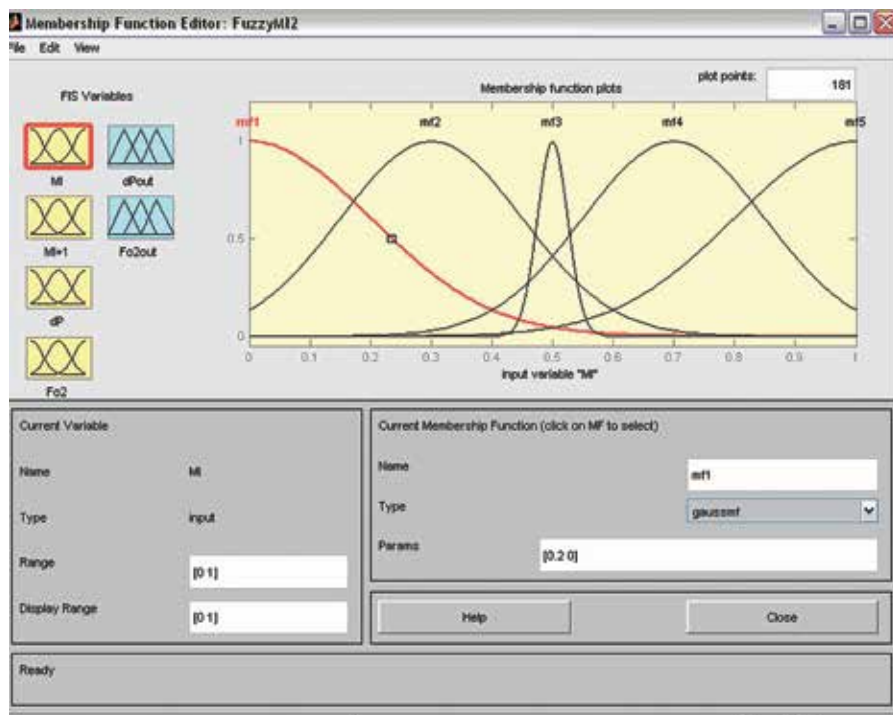 Membership Function Editor: FuzzyMI2
File Edit View
FIS Variables
MI
dPout
MI+1
Fo2out
dP
Fo2
Membership function plots
plot points:
181
mf1 mf2 mf3 mf4 mf5
1
0.5
0
0 0.1 0.2 0.3 0.4 0.5 0.6 0.7 0.8 0.9 1
input variable "MI"
Current Variable
Name MI
Type input
Range [0 1]
Display Range [0 1]
Current Membership Function (click on MF to select)
Name mf1
Type gaussmf
Params [0.2 0]
Help Close
Ready